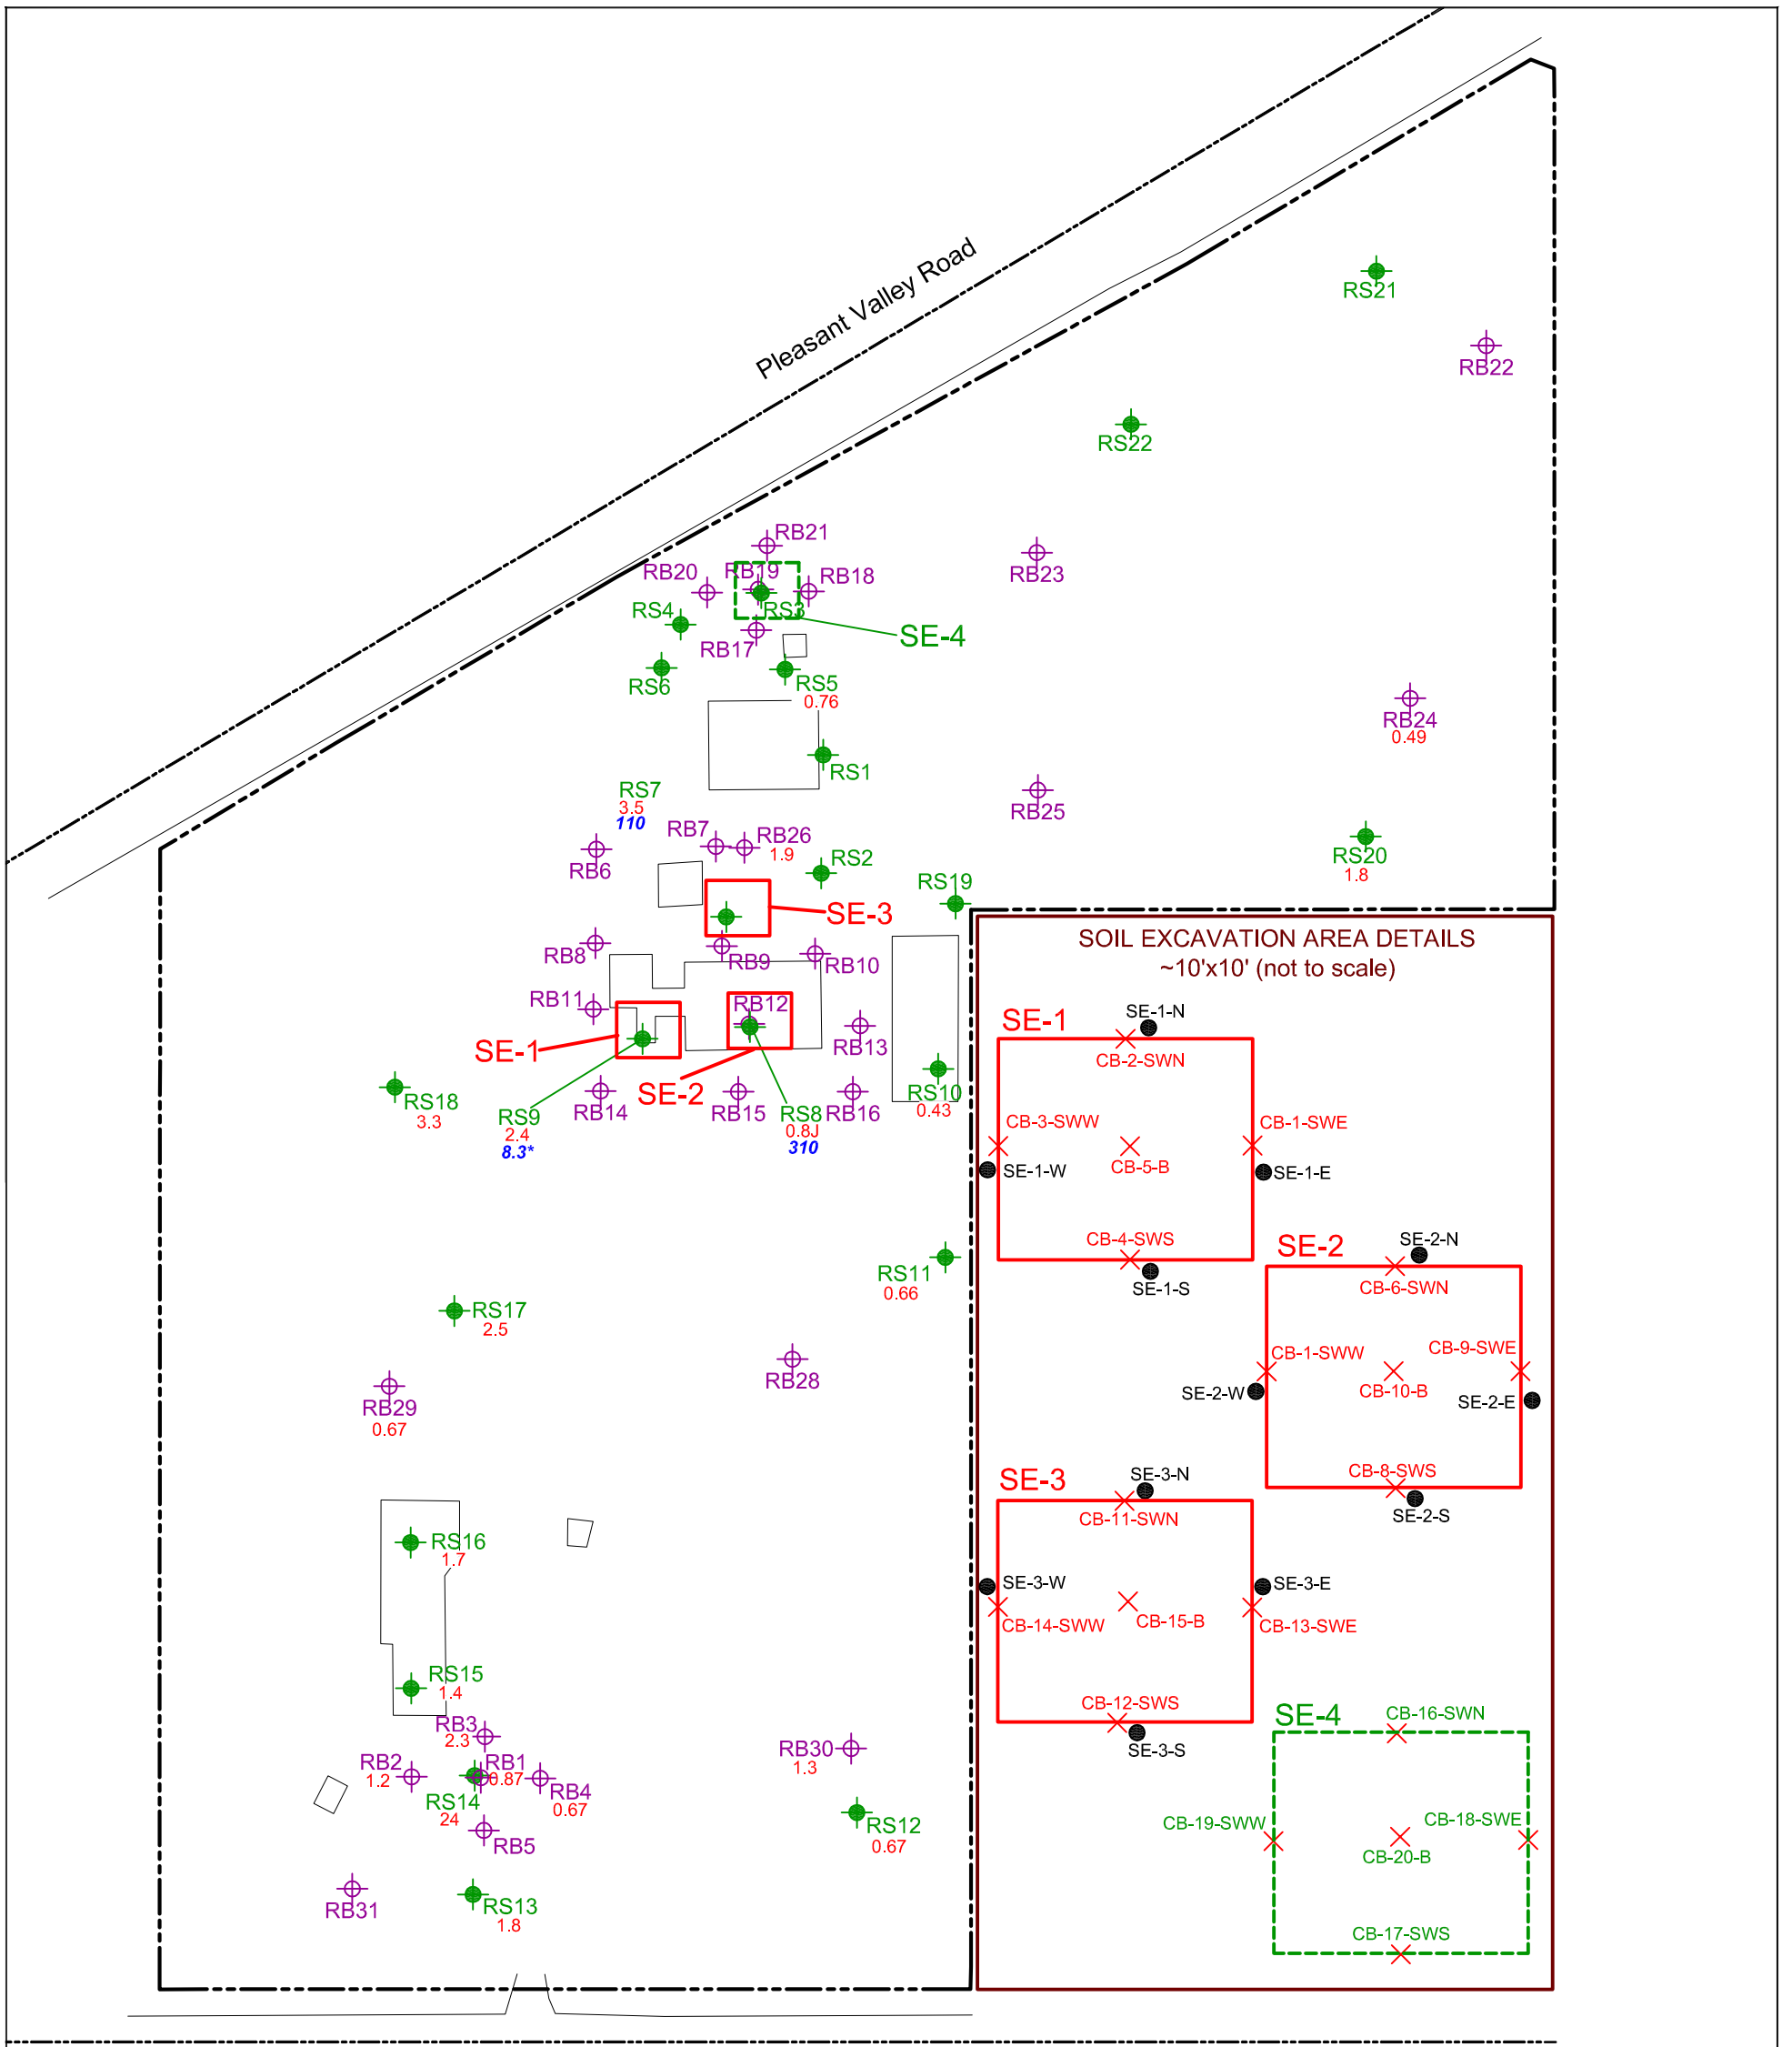 Pleasant Valley Road
RS21
RB22
RS22
RB21
RB23
RB20
RB19
RB18
RS4
RS3
SE-4
RB17
RS6
RS5
0.76
RB24
0.49
RS1
RS7
3.5
110
RB25
RB7
RB26
1.9
RB6
RS2
RS20
1.8
RS19
SE-3
RB8
RB9
RB10
RB11
RB12
RB13
SE-1
SE-2
RS18
3.3
RB14
RB15
RB16
RS10
0.43
RS9
2.4
8.3*
RS8
0.8J
310
RS11
0.66
RS17
2.5
RB28
RB29
0.67
RS16
1.7
RS15
1.4
RB3
2.3
RB2
1.2
RB1
0.87
RS14
24
RB4
0.67
RB5
RB30
1.3
RS12
0.67
RB31
RS13
1.8
SOIL EXCAVATION AREA DETAILS
~10'x10' (not to scale)
SE-1
SE-1-N
CB-2-SWN
CB-3-SWW
CB-1-SWE
CB-5-B
SE-1-W
SE-1-E
CB-4-SWS
SE-1-S
SE-2
SE-2-N
CB-6-SWN
CB-1-SWW
CB-9-SWE
CB-10-B
SE-2-W
SE-2-E
CB-8-SWS
SE-2-S
SE-3
SE-3-N
CB-11-SWN
SE-3-W
SE-3-E
CB-14-SWW
CB-15-B
CB-13-SWE
CB-12-SWS
SE-3-S
SE-4
CB-16-SWN
CB-19-SWW
CB-18-SWE
CB-20-B
CB-17-SWS